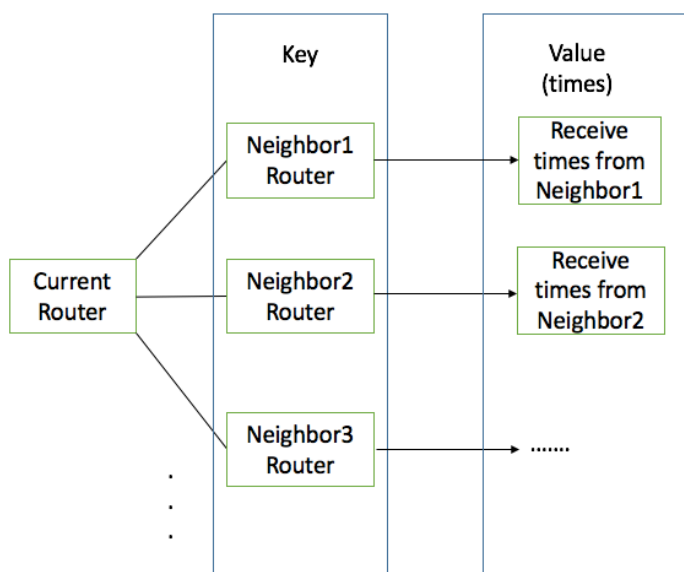 Key
Value
(times)
Neighbor1
Router
Receive
times from
Neighbor1
Current
Router
Neighbor2
Router
Receive
times from
Neighbor2
Neighbor3
Router
.......
.
.
.